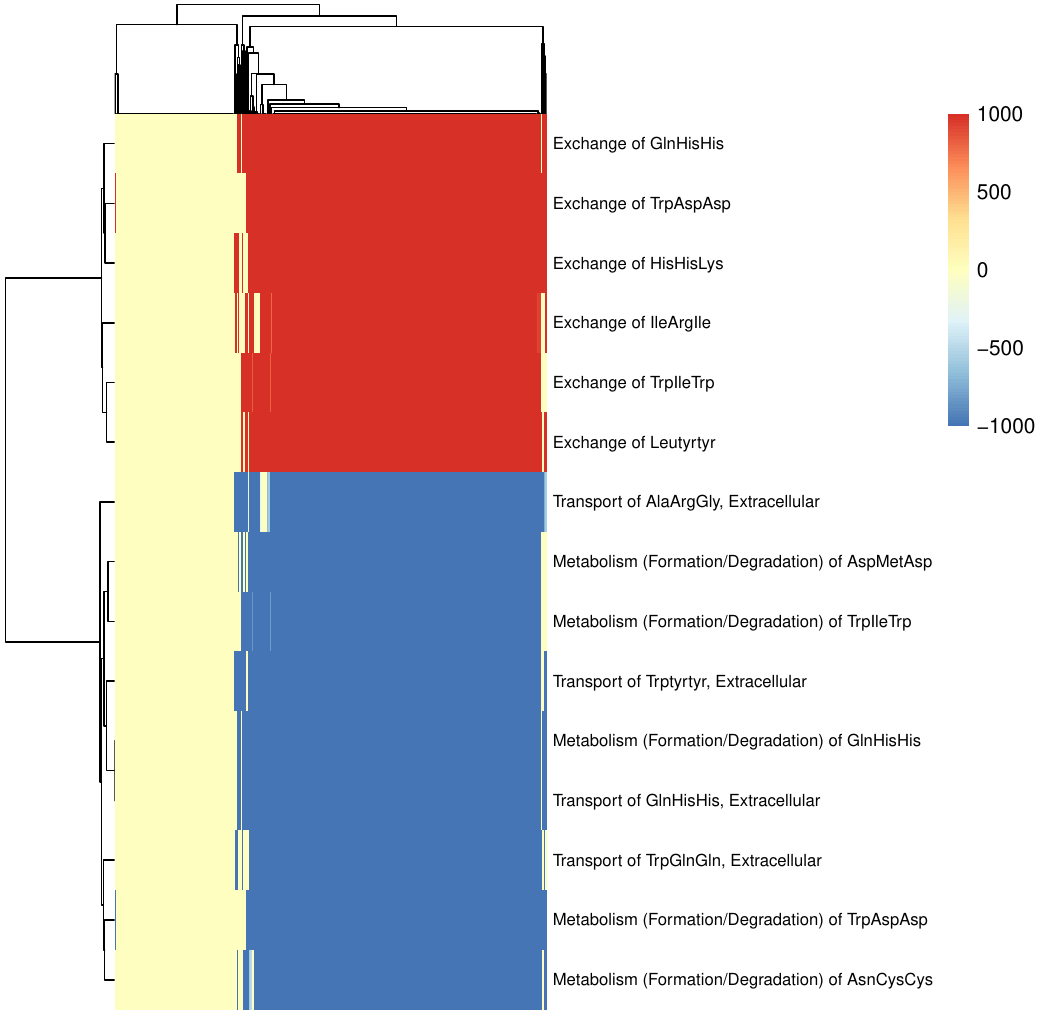 Exchange of GlnHisHis
Exchange of TrpAspAsp
Exchange of HisHisLys
Exchange of IleArgIle
Exchange of TrpIleTrp
Exchange of Leutyrtyr
Transport of AlaArgGly, Extracellular
Metabolism (Formation/Degradation) of AspMetAsp
Metabolism (Formation/Degradation) of TrpIleTrp
Transport of Trptyrtyr, Extracellular
Metabolism (Formation/Degradation) of GlnHisHis
Transport of GlnHisHis, Extracellular
Transport of TrpGlnGln, Extracellular
Metabolism (Formation/Degradation) of TrpAspAsp
Metabolism (Formation/Degradation) of AsnCysCys
1000
500
0
−500
−1000